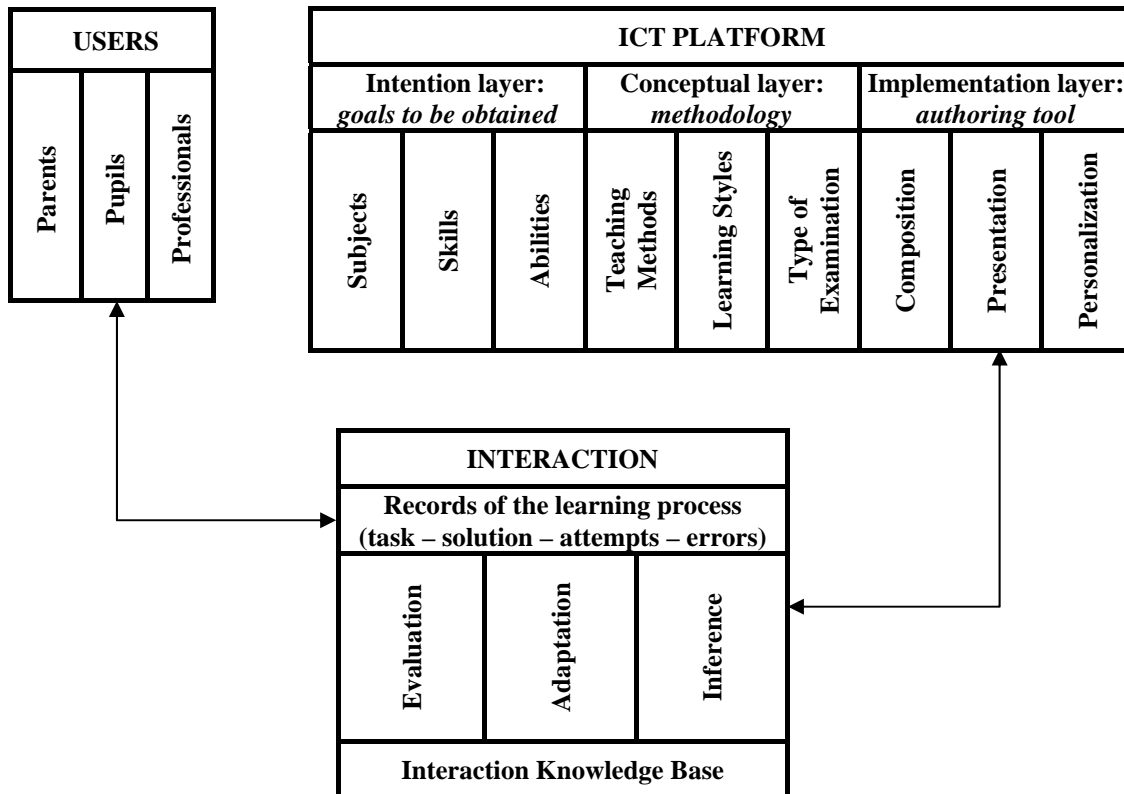 USERS
Parents
Pupils
Professionals
ICT PLATFORM
Intention layer:
goals to be obtained
Conceptual layer:
methodology
Implementation layer:
authoring tool
Subjects
Skills
Abilities
Teaching
Methods
Learning Styles
Type of
Examination
Composition
Presentation
Personalization
INTERACTION
Records of the learning process
(task – solution – attempts – errors)
Evaluation
Adaptation
Inference
Interaction Knowledge Base